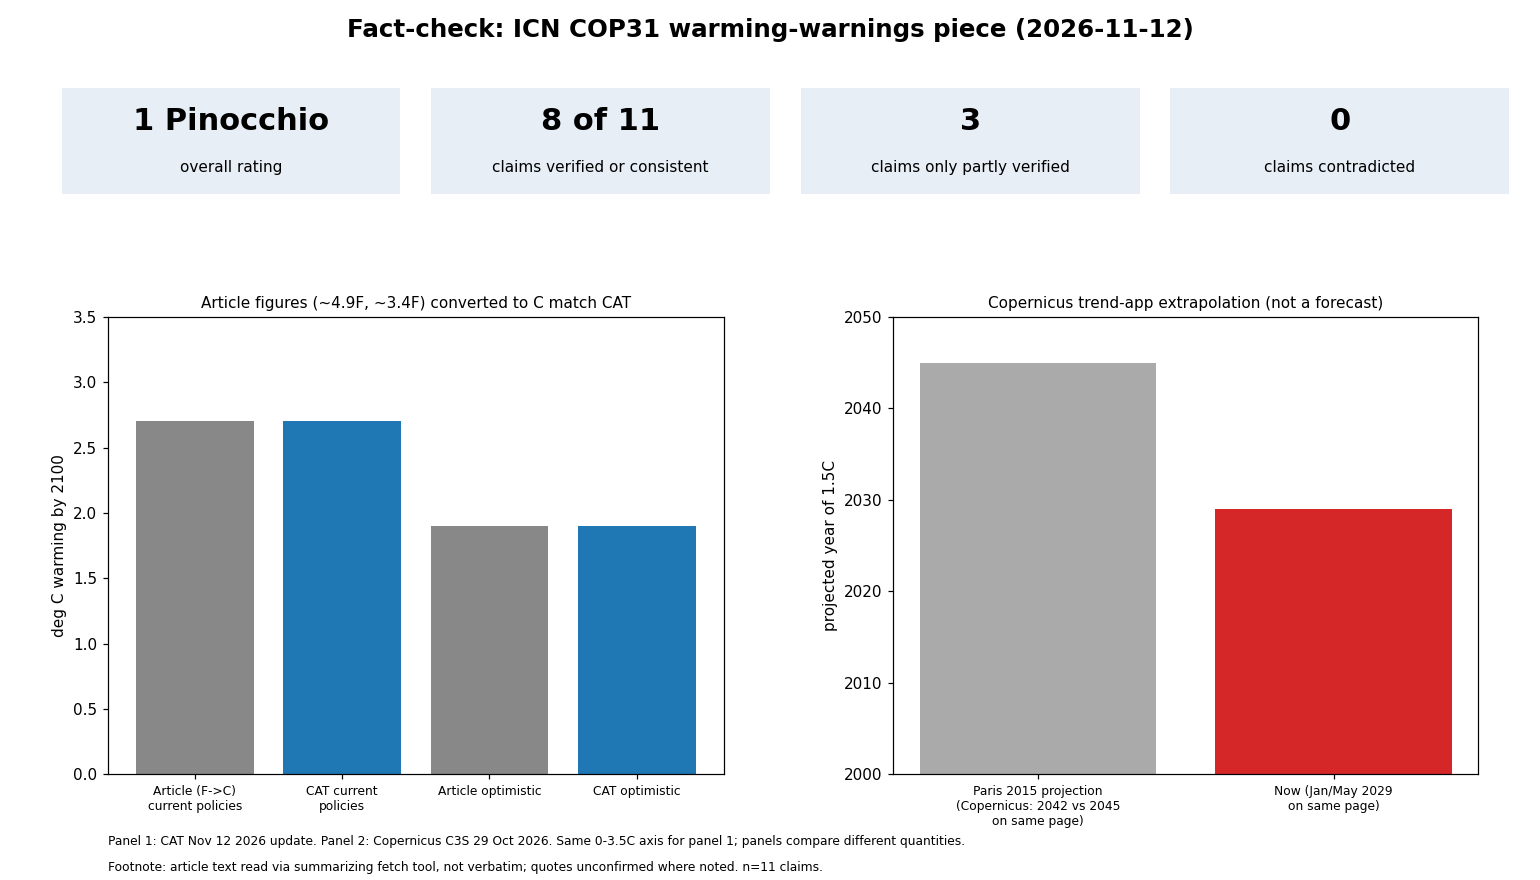 Fact-check: ICN COP31 warming-warnings piece (2026-11-12)
1 Pinocchio
overall rating
8 of 11
claims verified or consistent
3
claims only partly verified
0
claims contradicted
Article figures (~4.9F, ~3.4F) converted to C match CAT
deg C warming by 2100
3.5
3.0
2.5
2.0
1.5
1.0
0.5
0.0
Article (F->C)
current policies
CAT current
policies
Article optimistic
CAT optimistic
Copernicus trend-app extrapolation (not a forecast)
projected year of 1.5C
2050
2040
2030
2020
2010
2000
Paris 2015 projection
(Copernicus: 2042 vs 2045
on same page)
Now (Jan/May 2029
on same page)
Panel 1: CAT Nov 12 2026 update. Panel 2: Copernicus C3S 29 Oct 2026. Same 0-3.5C axis for panel 1; panels compare different quantities.
Footnote: article text read via summarizing fetch tool, not verbatim; quotes unconfirmed where noted. n=11 claims.